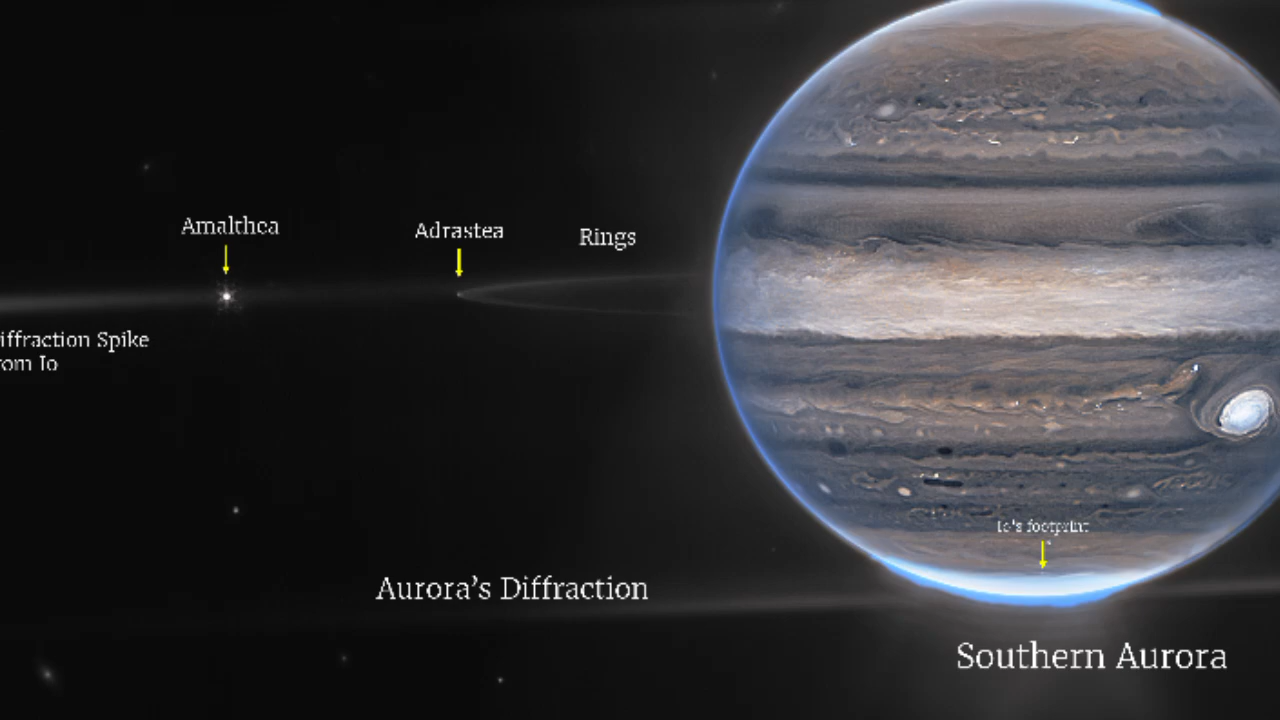 Amalthea
Adrastea
Rings
iffraction Spike
rom Io
Io's footprint
Aurora’s Diffraction
Southern Aurora